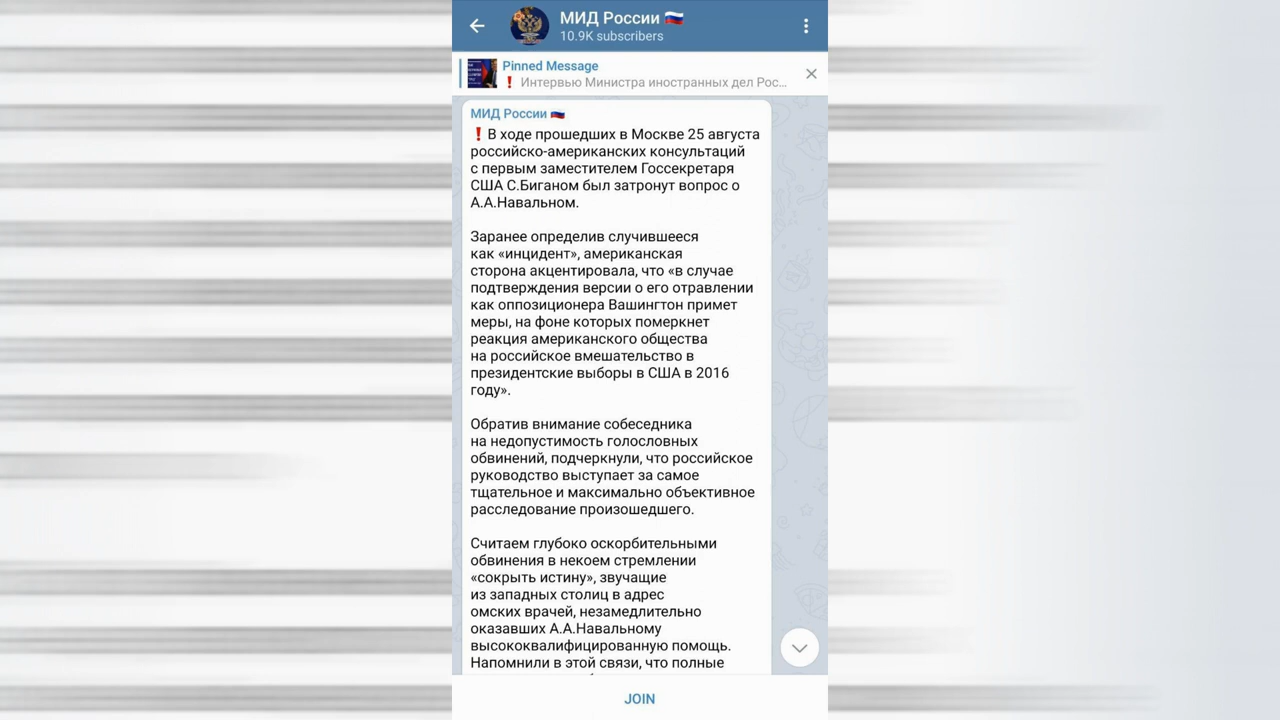 МИД России 🇷🇺
10.9K subscribers
Pinned Message
❗ Интервью Министра иностранных дел Рос...
МИД России 🇷🇺
❗В ходе прошедших в Москве 25 августа
российско-американских консультаций
с первым заместителем Госсекретаря
США С.Биганом был затронут вопрос о
А.А.Навальном.
Заранее определив случившееся
как «инцидент», американская
сторона акцентировала, что «в случае
подтверждения версии о его отравлении
как оппозиционера Вашингтон примет
меры, на фоне которых померкнет
реакция американского общества
на российское вмешательство в
президентские выборы в США в 2016
году».
Обратив внимание собеседника
на недопустимость голословных
обвинений, подчеркнули, что российское
руководство выступает за самое
тщательное и максимально объективное
расследование произошедшего.
Считаем глубоко оскорбительными
обвинения в некоем стремлении
«сокрыть истину», звучащие
из западных столиц в адрес
омских врачей, незамедлительно
оказавших А.А.Навальному
высококвалифицированную помощь.
Напомнили в этой связи, что полные
JOIN